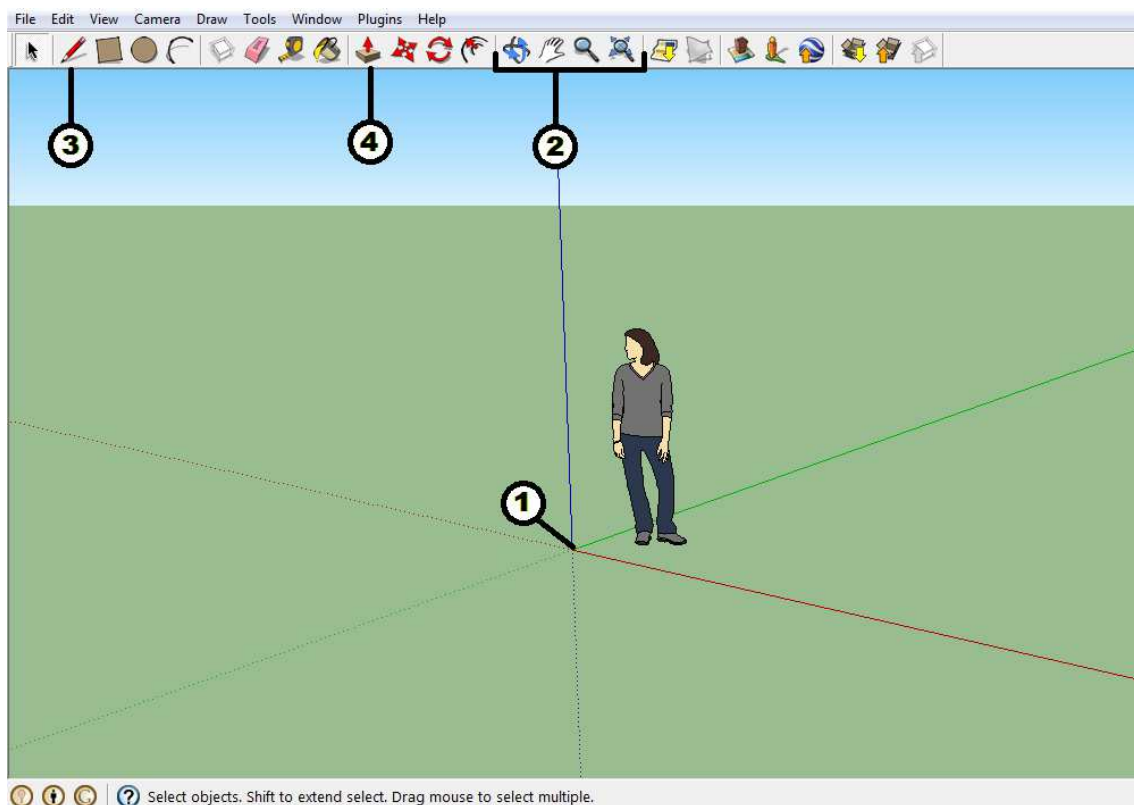 File Edit View Camera Draw Tools Window Plugins Help
3
4
2
1
Select objects. Shift to extend select. Drag mouse to select multiple.